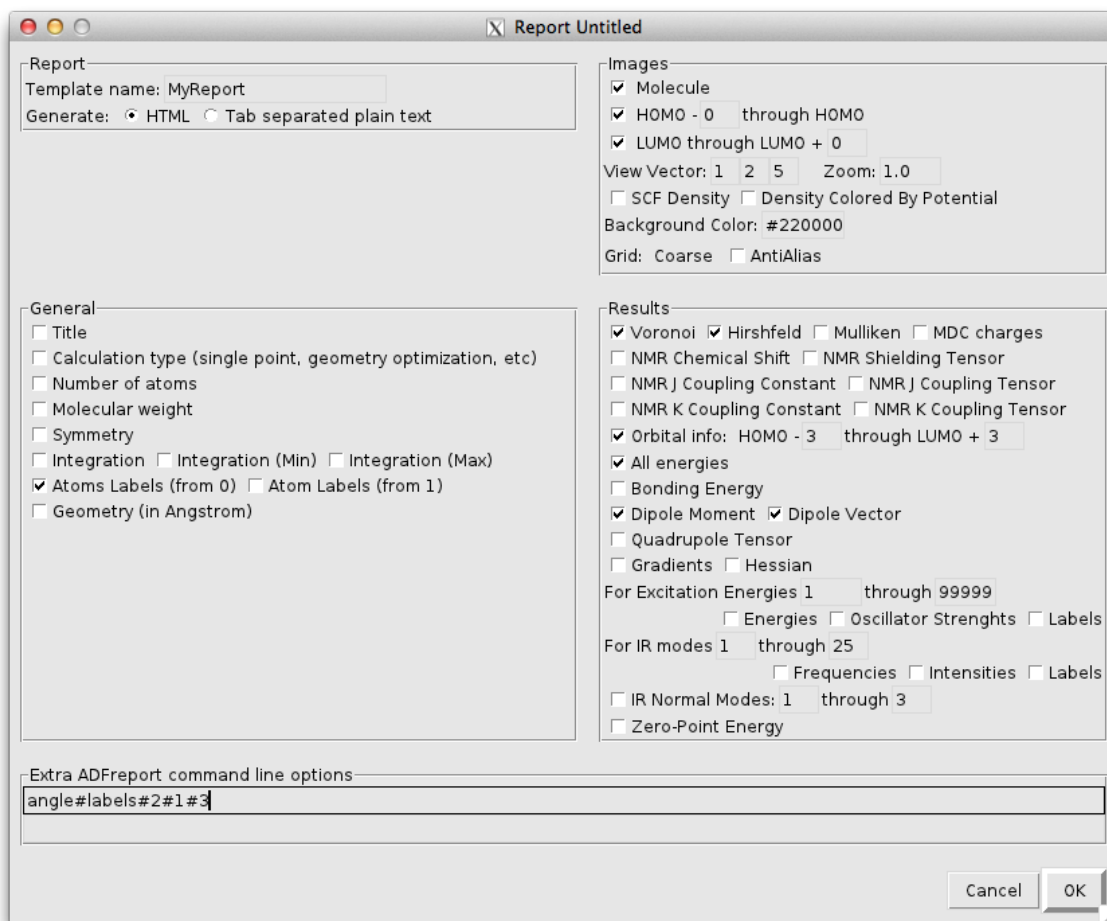 Report Untitled
Report
Template name: MyReport
Generate: HTML Tab separated plain text
Images
Molecule
HOMO - 0 through HOMO
LUMO through LUMO + 0
View Vector: 1 2 5 Zoom: 1.0
SCF Density Density Colored By Potential
Background Color: #220000
Grid: Coarse AntiAlias
General
Title
Calculation type (single point, geometry optimization, etc)
Number of atoms
Molecular weight
Symmetry
Integration Integration (Min) Integration (Max)
Atoms Labels (from 0) Atom Labels (from 1)
Geometry (in Angstrom)
Results
Voronoi Hirshfeld Mulliken MDC charges
NMR Chemical Shift NMR Shielding Tensor
NMR J Coupling Constant NMR J Coupling Tensor
NMR K Coupling Constant NMR K Coupling Tensor
Orbital info: HOMO - 3 through LUMO + 3
All energies
Bonding Energy
Dipole Moment Dipole Vector
Quadrupole Tensor
Gradients Hessian
For Excitation Energies 1 through 99999
Energies Oscillator Strenghts Labels
For IR modes 1 through 25
Frequencies Intensities Labels
IR Normal Modes: 1 through 3
Zero-Point Energy
Extra ADFreport command line options
angle#labels#2#1#3
Cancel OK